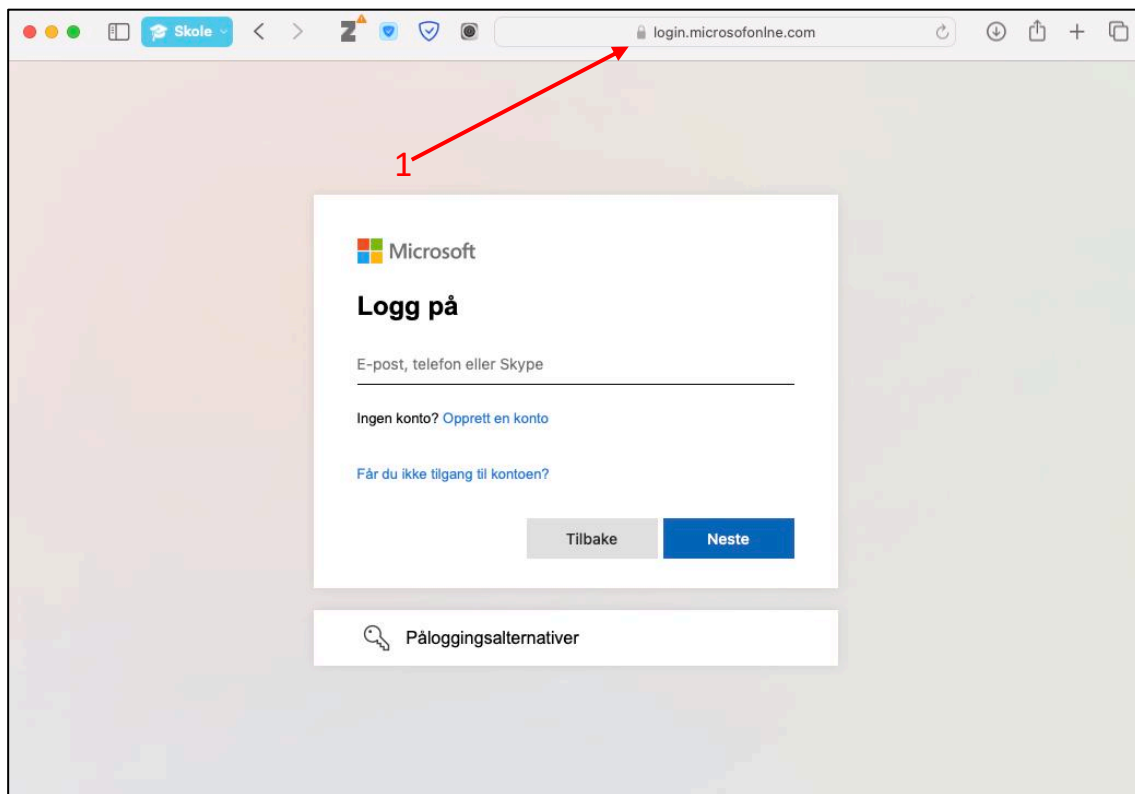 Skole
login.microsofonlne.com
1
Microsoft
Logg på
E-post, telefon eller Skype
Ingen konto? Opprett en konto
Får du ikke tilgang til kontoen?
Tilbake
Neste
Påloggingsalternativer